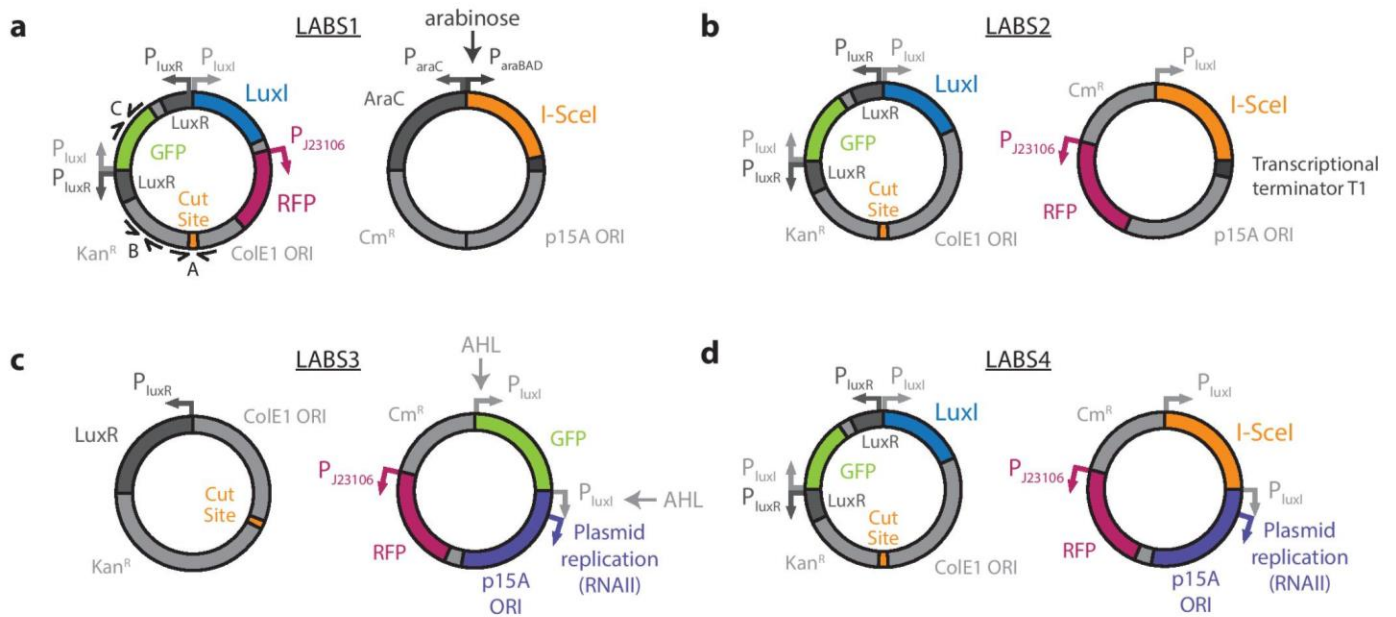 a
LABS1
arabinose
PluxR
PluxI
ParaC
ParaBAD
C
LuxI
AraC
I-SceI
LuxR
PJ23106
PluxI
GFP
PluxR
LuxR
RFP
Cut
Site
KanR
B
A
ColE1 ORI
CmR
p15A ORI
b
LABS2
PluxR
PluxI
PluxI
LuxI
CmR
I-SceI
LuxR
PJ23106
PluxI
GFP
PluxR
LuxR
Transcriptional
terminator T1
Cut
Site
RFP
KanR
ColE1 ORI
p15A ORI
c
LABS3
AHL
PluxR
ColE1 ORI
PluxI
CmR
LuxR
GFP
PJ23106
PluxI
AHL
Cut
Site
RFP
Plasmid
replication
(RNAII)
KanR
p15A
ORI
d
LABS4
PluxR
PluxI
PluxI
LuxI
CmR
I-SceI
LuxR
PluxI
GFP
PJ23106
PluxI
PluxR
LuxR
Cut
Site
RFP
Plasmid
replication
(RNAII)
KanR
ColE1 ORI
p15A
ORI